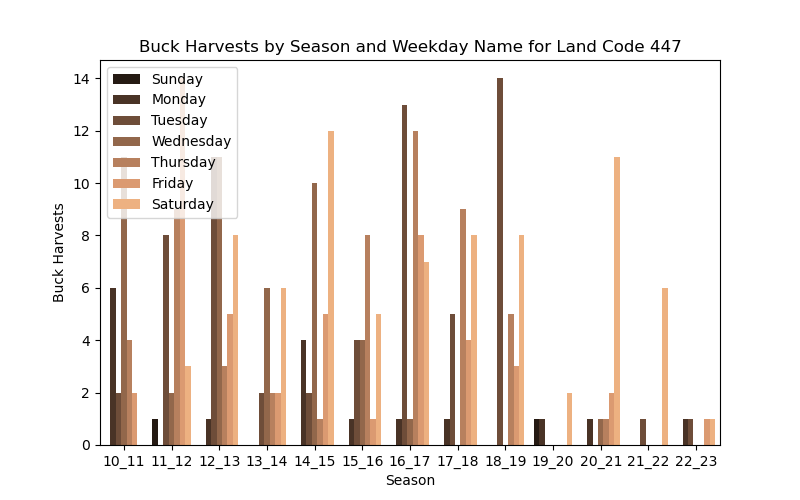 Buck Harvests by Season and Weekday Name for Land Code 447
Sunday
Monday
Tuesday
Wednesday
Thursday
Friday
Saturday
14
12
10
8
6
4
2
0
Buck Harvests
10_11 11_12 12_13 13_14 14_15 15_16 16_17 17_18 18_19 19_20 20_21 21_22 22_23
Season